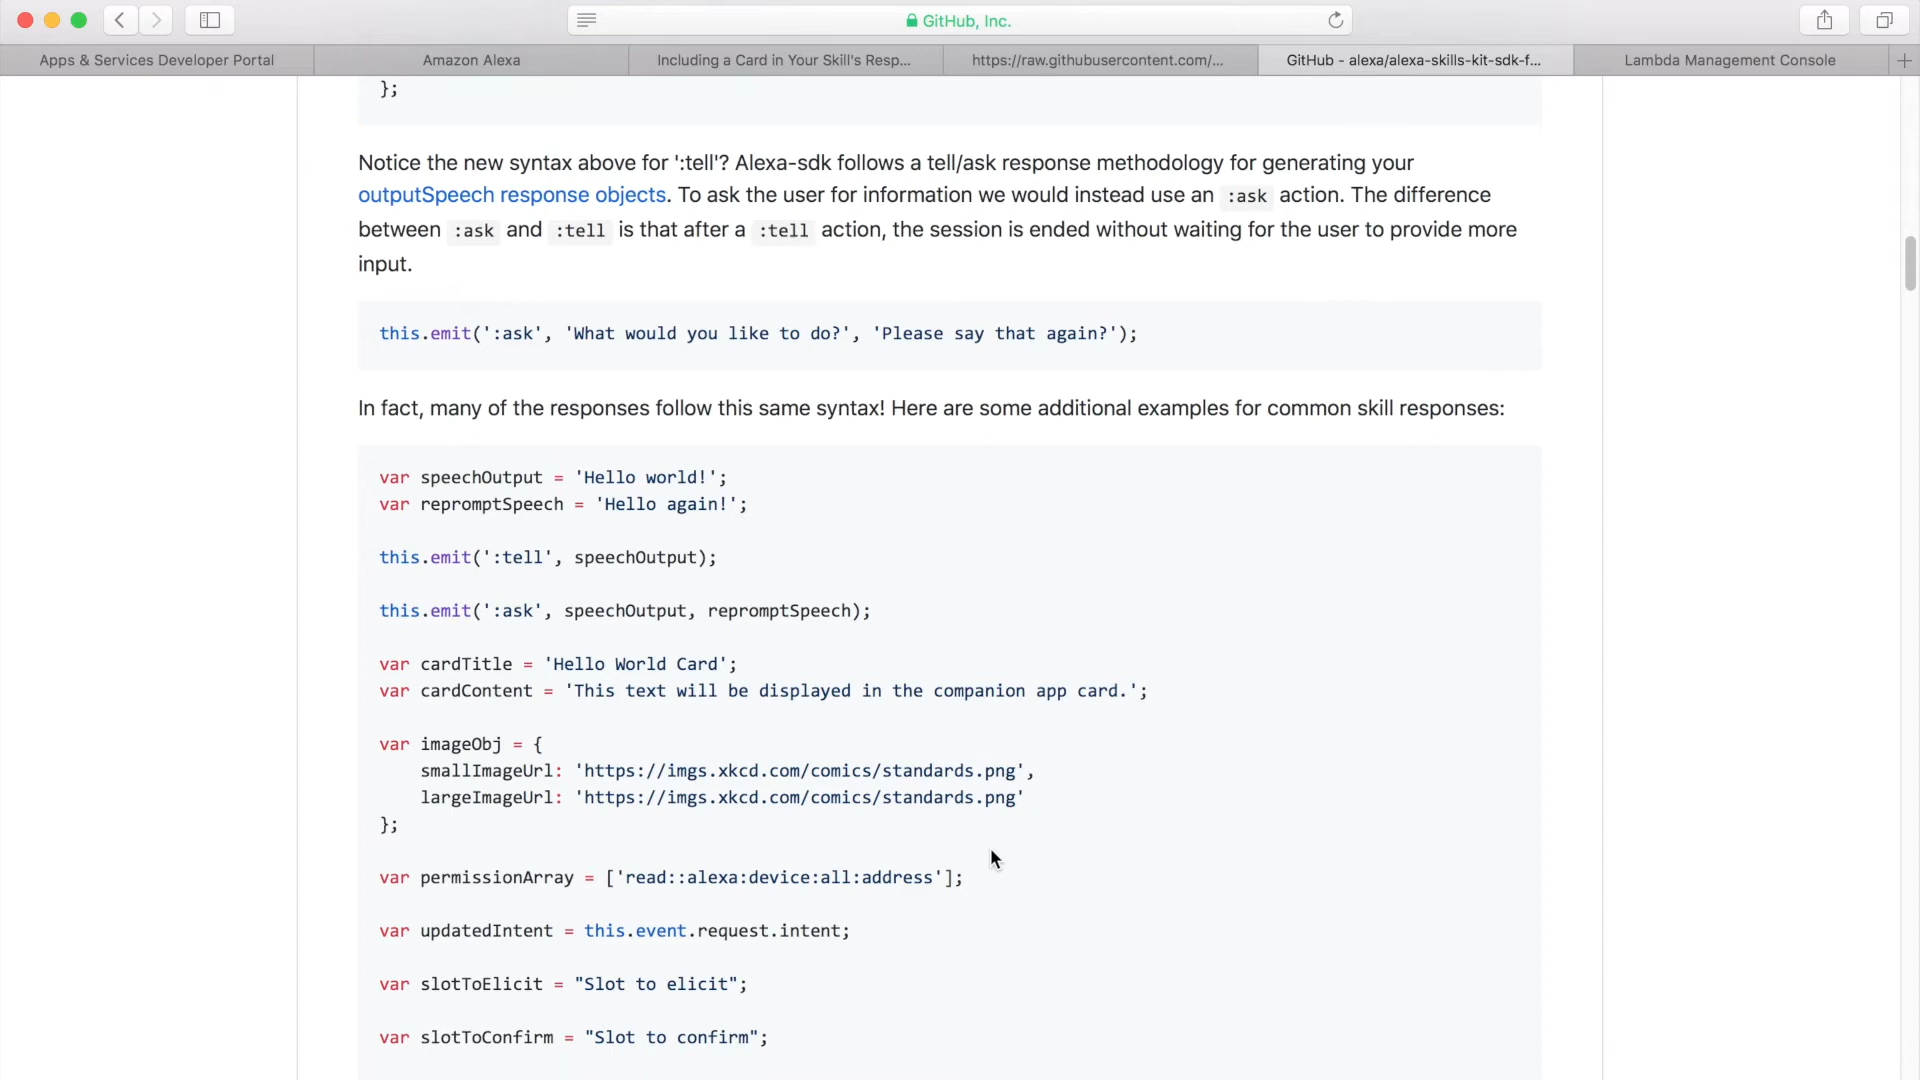 GitHub, Inc.
Apps & Services Developer Portal
Amazon Alexa
Including a Card in Your Skill's Resp...
https://raw.githubusercontent.com/...
GitHub - alexa/alexa-skills-kit-sdk-f...
Lambda Management Console
};
Notice the new syntax above for ':tell'? Alexa-sdk follows a tell/ask response methodology for generating your
outputSpeech response objects. To ask the user for information we would instead use an :ask action. The difference
between :ask and :tell is that after a :tell action, the session is ended without waiting for the user to provide more
input.
this.emit(':ask', 'What would you like to do?', 'Please say that again?');
In fact, many of the responses follow this same syntax! Here are some additional examples for common skill responses:
var speechOutput = 'Hello world!';
var repromptSpeech = 'Hello again!';
this.emit(':tell', speechOutput);
this.emit(':ask', speechOutput, repromptSpeech);
var cardTitle = 'Hello World Card';
var cardContent = 'This text will be displayed in the companion app card.';
var imageObj = {
smallImageUrl: 'https://imgs.xkcd.com/comics/standards.png',
largeImageUrl: 'https://imgs.xkcd.com/comics/standards.png'
};
var permissionArray = ['read::alexa:device:all:address'];
var updatedIntent = this.event.request.intent;
var slotToElicit = "Slot to elicit";
var slotToConfirm = "Slot to confirm";